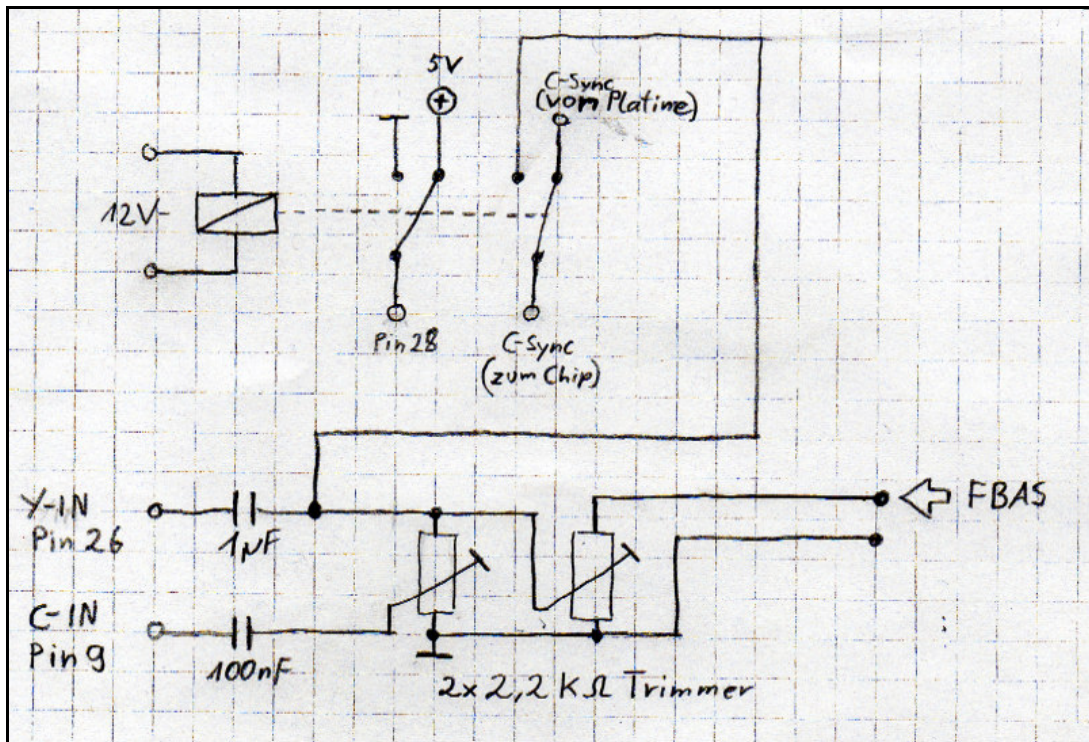 5V
+
C-Sync
(vom Platine)
12V-
Pin 28
C-Sync
(zum Chip)
Y-IN
Pin 26
1µF
FBAS
C-IN
Pin 9
100nF
2x 2,2 KΩ Trimmer